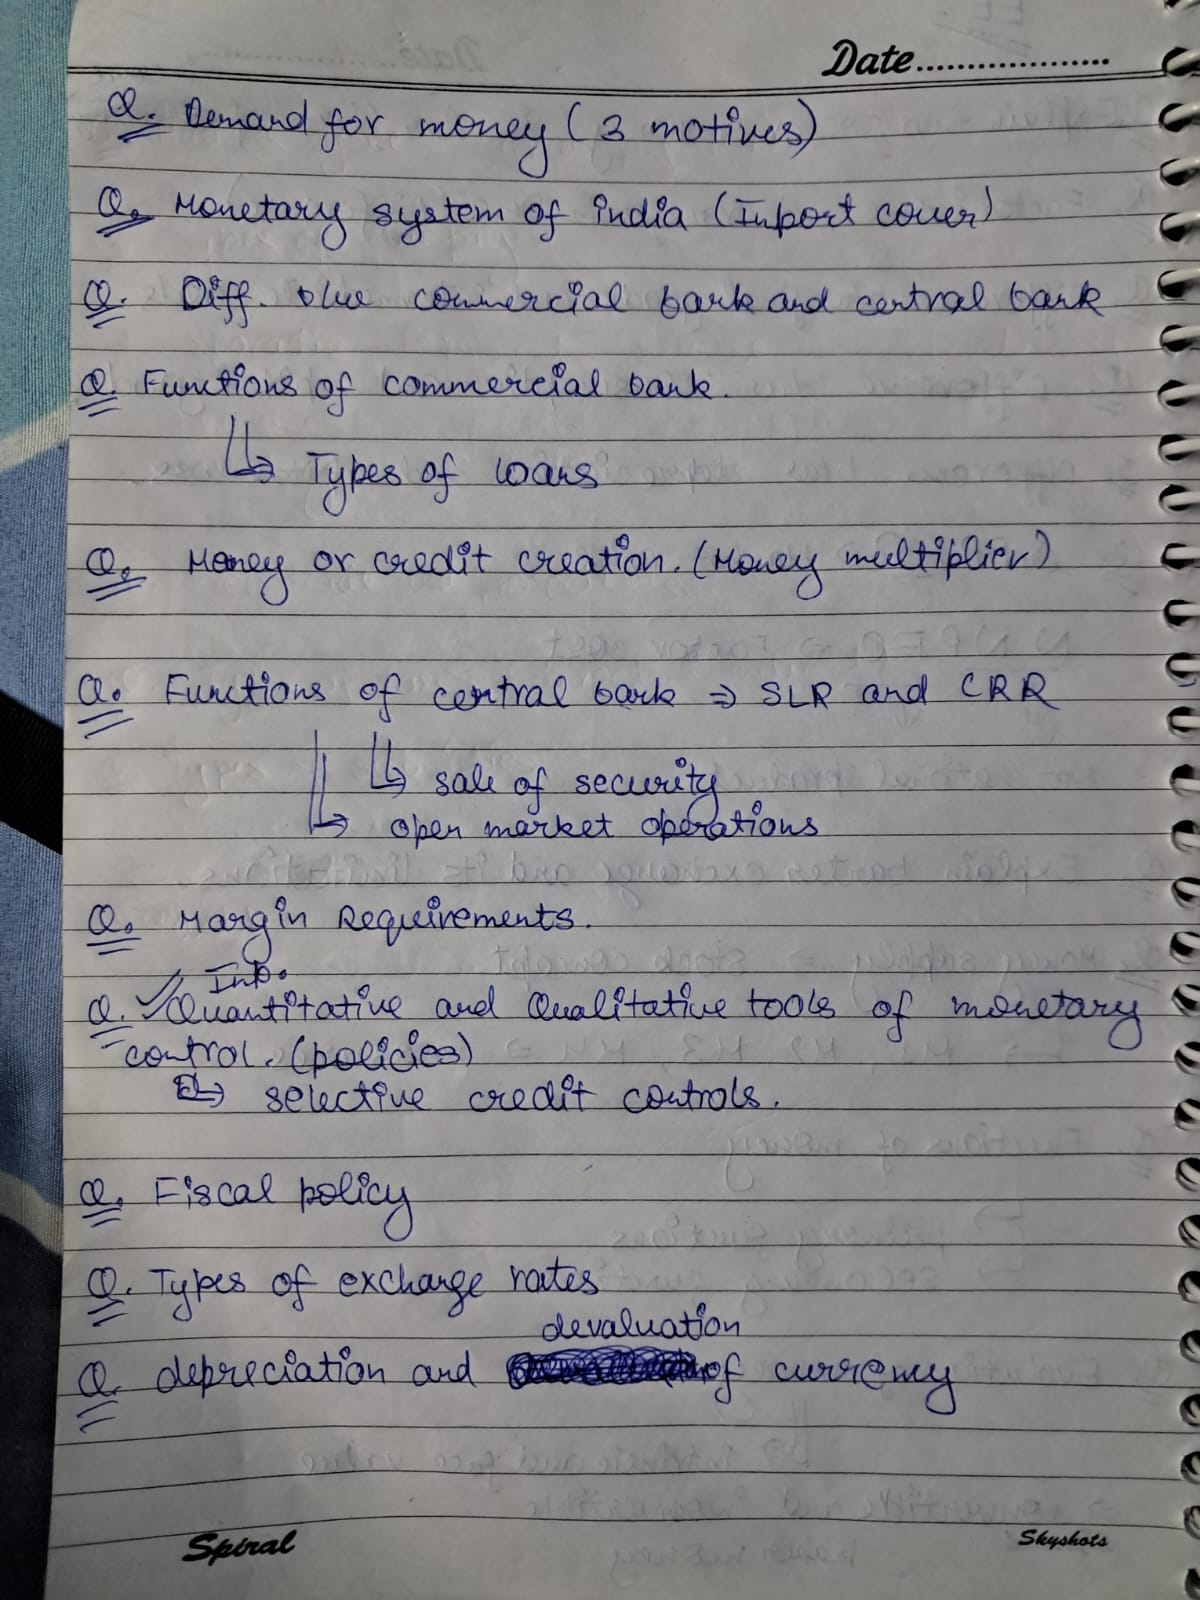 Date....................
Q. Demand for money (3 motives)
Q. Monetary system of india (Import cover)
Q. Diff. b/w commercial bank and central bank
Q. Functions of commercial bank.
Types of loans
Q. Money or credit creation. (Money multiplier)
Q. Functions of central bank ⇒ SLR and CRR
sale of security
open market operations
Q. Margin Requirements.
Imp.
Q. ✓ Quantitative and Qualitative tools of monetary
control. (policies)
selective credit controls.
Q. Fiscal policy
Q. Types of exchange rates
devaluation
Q. depreciation and of currency
Spiral
Skyshots